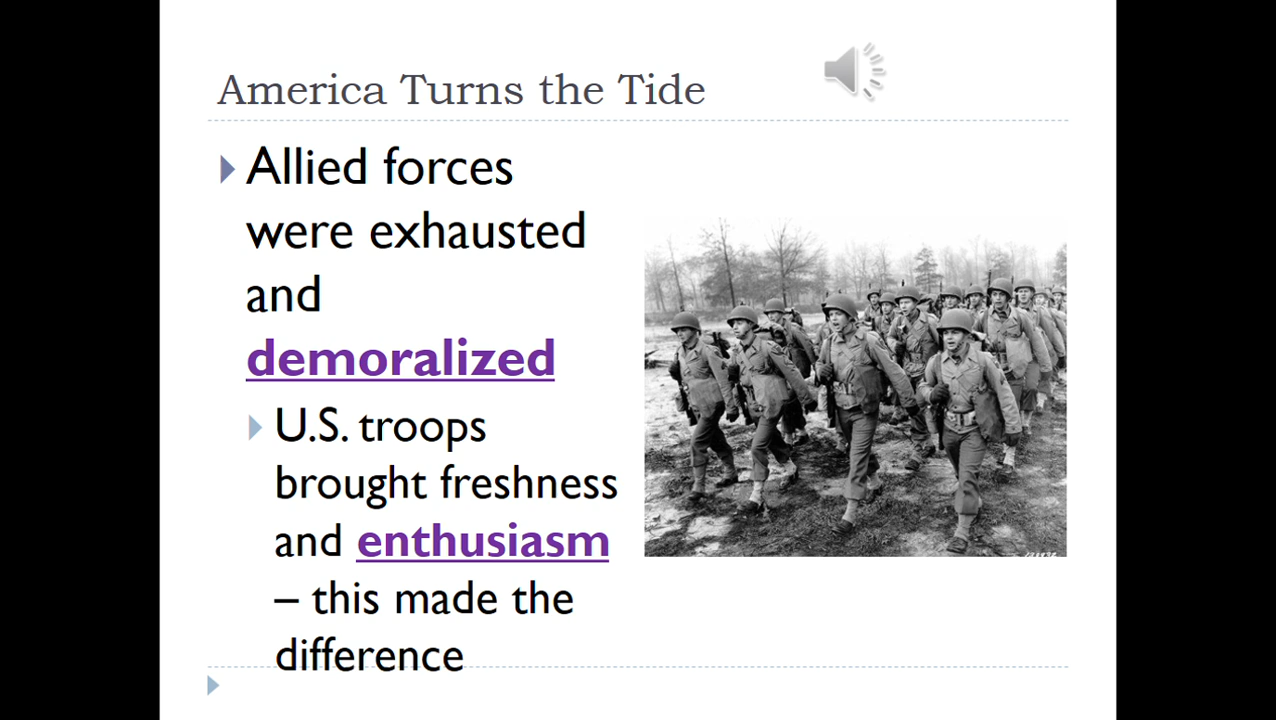 America Turns the Tide
Allied forces
were exhausted
and
demoralized
U.S. troops
brought freshness
and enthusiasm
– this made the
difference